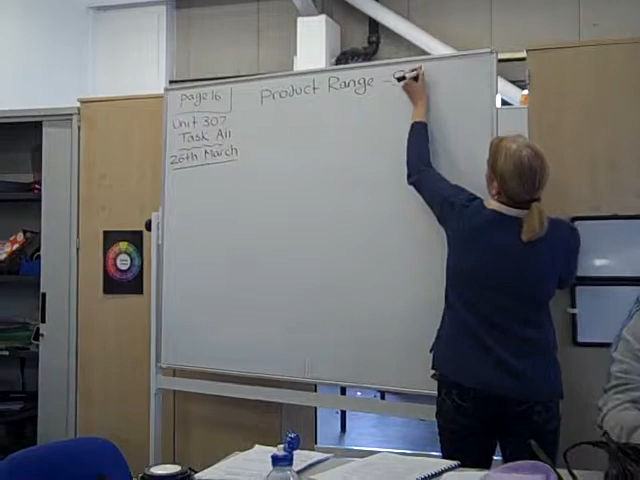 page 16
Unit 307
Task A11
26th March
Product Range -